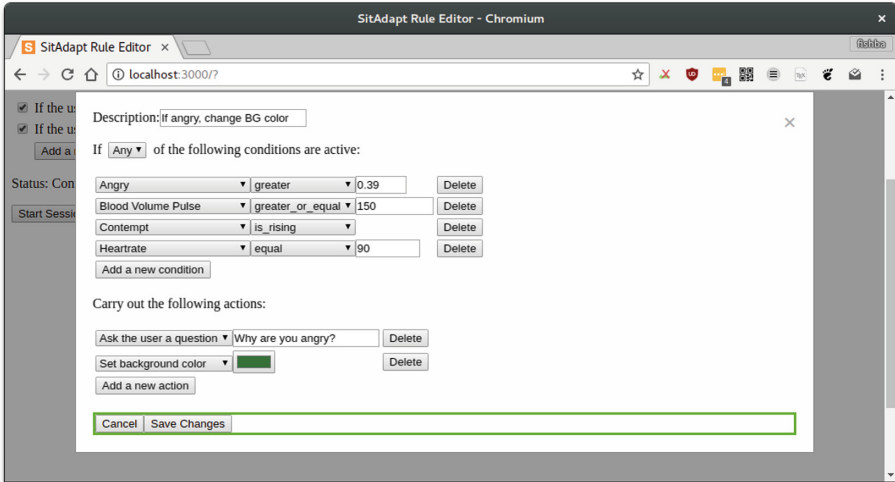 SitAdapt Rule Editor - Chromium
S SitAdapt Rule Editor
fishba
localhost:3000/?
4
If the us
If the us
Add a
Status: Con
Start Sessi
Description: If angry, change BG color
If Any of the following conditions are active:
Angry greater 0.39 Delete
Blood Volume Pulse greater_or_equal 150 Delete
Contempt is_rising Delete
Heartrate equal 90 Delete
Add a new condition
Carry out the following actions:
Ask the user a question Why are you angry? Delete
Set background color Delete
Add a new action
Cancel Save Changes